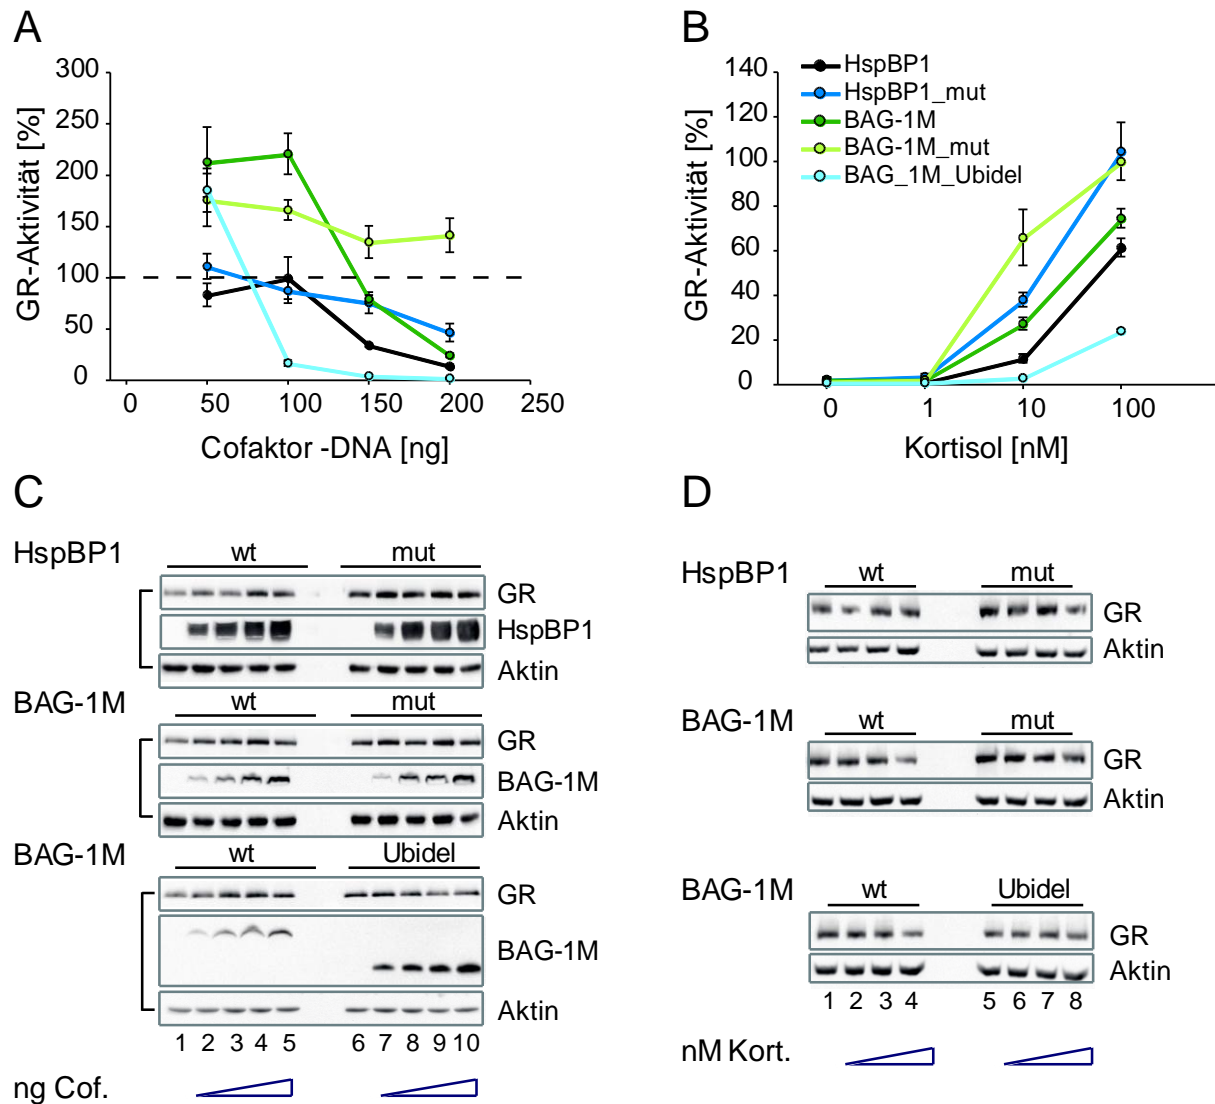 A
GR-Aktivität [%]
300
250
200
150
100
50
0
0 50 100 150 200 250
Cofaktor -DNA [ng]
B
GR-Aktivität [%]
140
120
100
80
60
40
20
0
HspBP1
HspBP1_mut
BAG-1M
BAG-1M_mut
BAG_1M_Ubidel
0 1 10 100
Kortisol [nM]
C
HspBP1
wt mut
GR
HspBP1
Aktin
BAG-1M
wt mut
GR
BAG-1M
Aktin
BAG-1M
wt Ubidel
GR
BAG-1M
Aktin
1 2 3 4 5 6 7 8 9 10
ng Cof.
D
HspBP1
wt mut
GR
Aktin
BAG-1M
wt mut
GR
Aktin
BAG-1M
wt Ubidel
GR
Aktin
1 2 3 4 5 6 7 8
nM Kort.